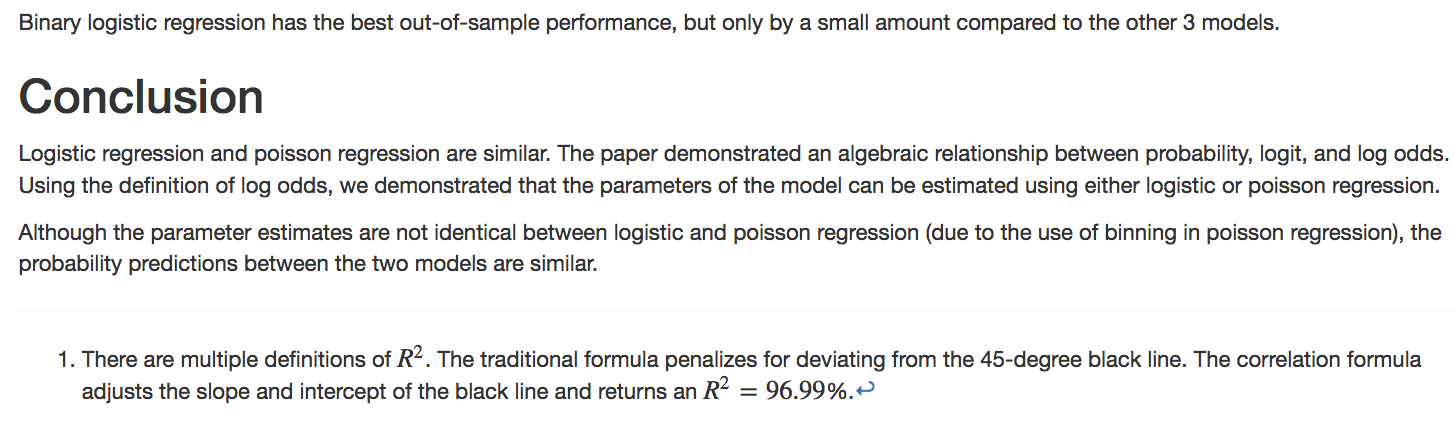 Binary logistic regression has the best out-of-sample performance, but only by a small amount compared to the other 3 models.
Conclusion
Logistic regression and poisson regression are similar. The paper demonstrated an algebraic relationship between probability, logit, and log odds.
Using the definition of log odds, we demonstrated that the parameters of the model can be estimated using either logistic or poisson regression.
Although the parameter estimates are not identical between logistic and poisson regression (due to the use of binning in poisson regression), the
probability predictions between the two models are similar.
1. There are multiple definitions of R². The traditional formula penalizes for deviating from the 45-degree black line. The correlation formula
adjusts the slope and intercept of the black line and returns an R² = 96.99%.↩